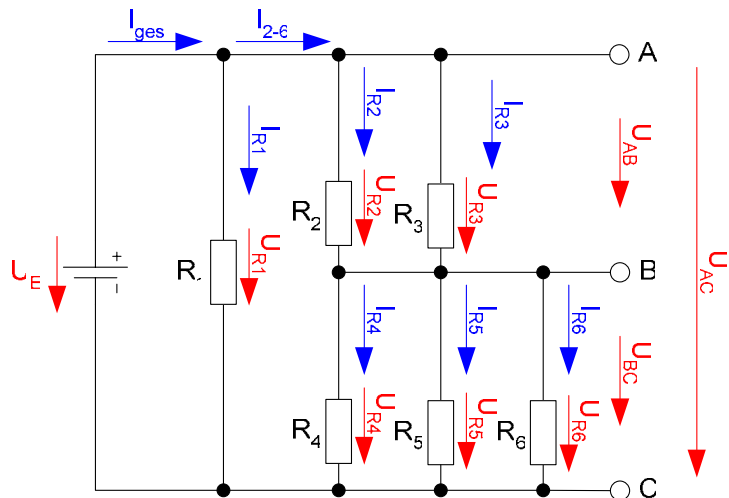 I_ges
I_2-6
A
I_R1
I_R2
I_R3
U_AB
R_2
U_R2
R_3
U_R3
U_E
+
-
R
U_R1
B
U_AC
I_R4
I_R5
I_R6
U_BC
R_4
U_R4
R_5
U_R5
R_6
U_R6
C